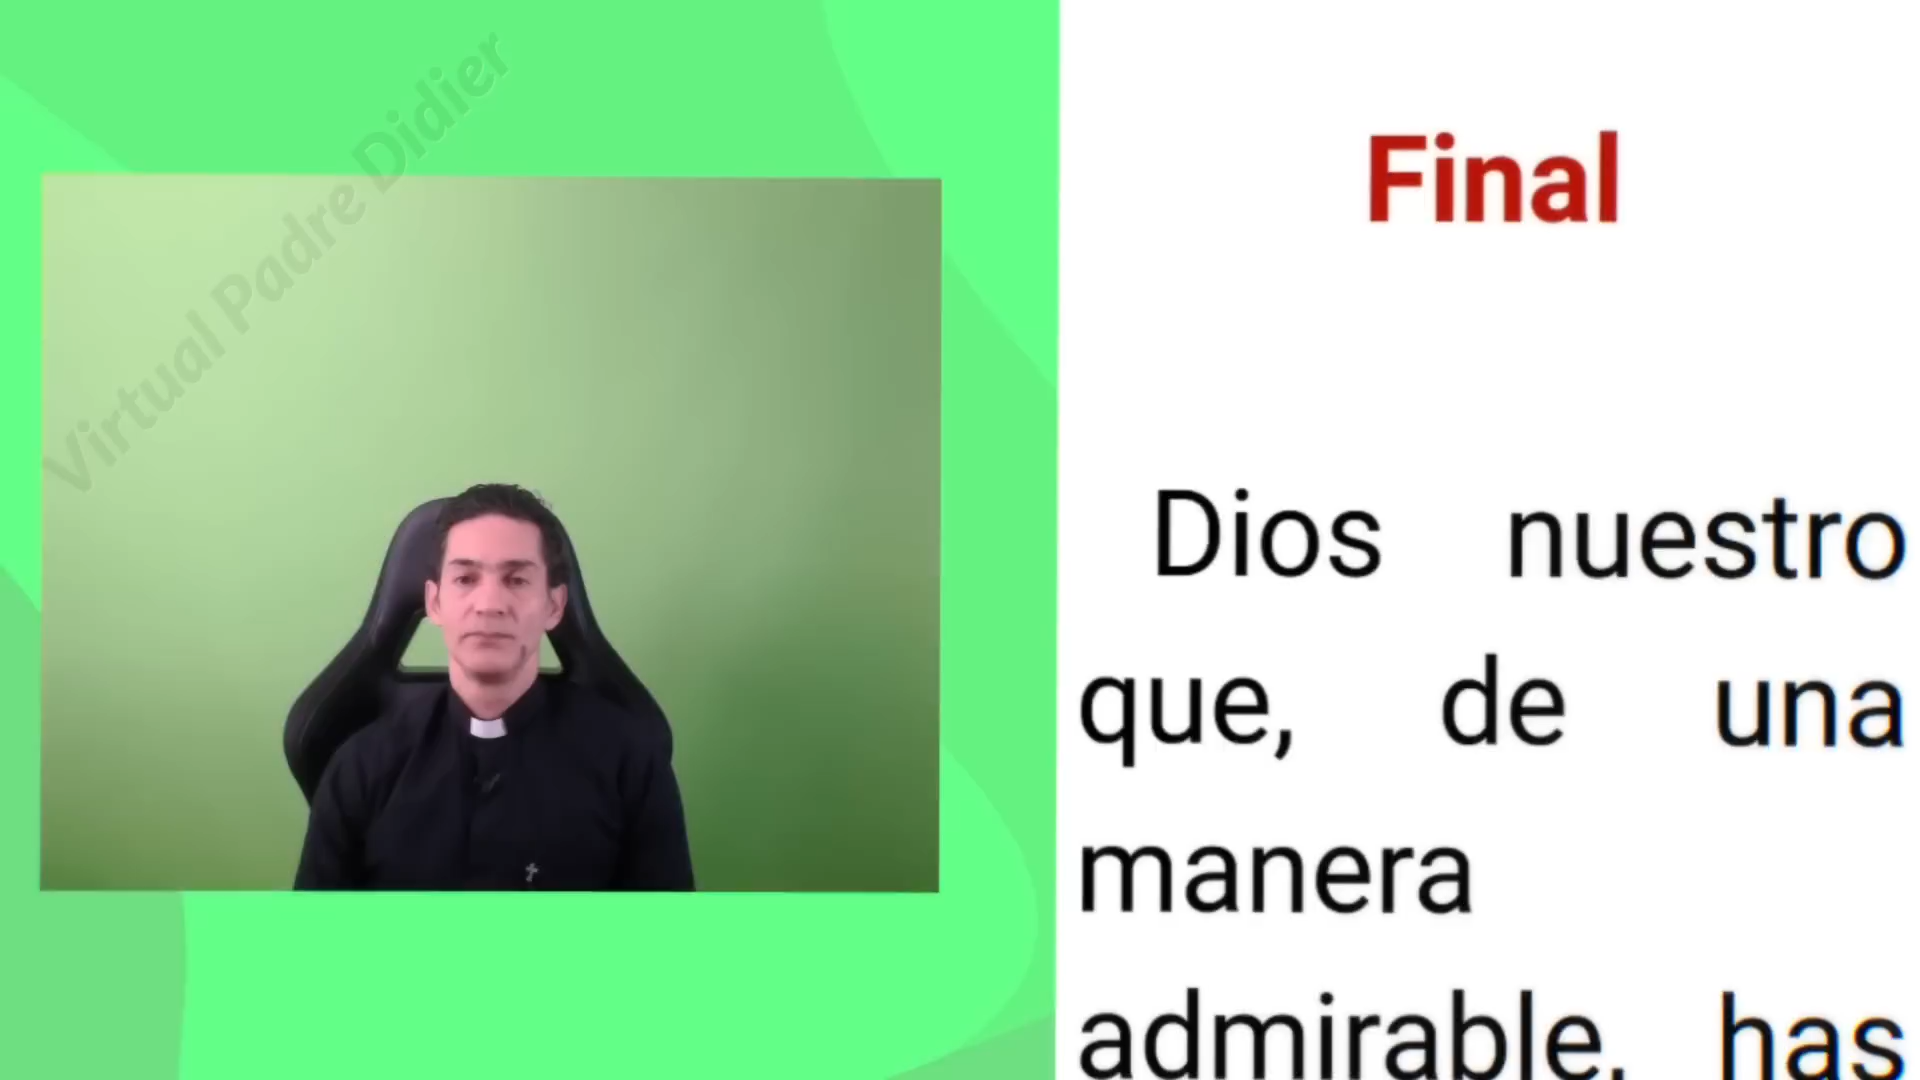 Virtual Padre Didier
Final
Dios nuestro
que, de una
manera
admirable, has